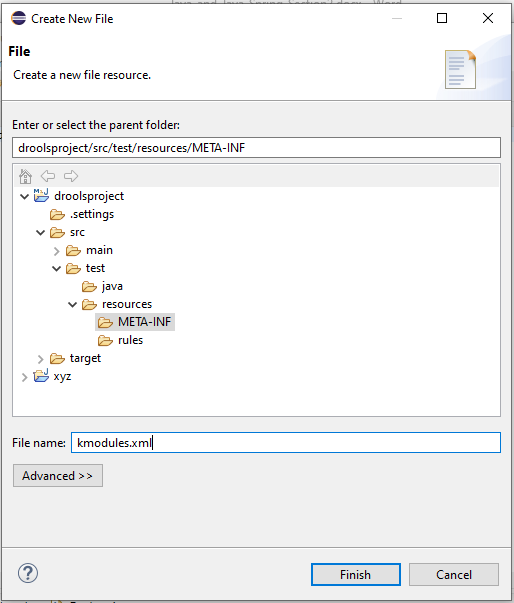 Create New File
File
Create a new file resource.
Enter or select the parent folder:
droolsproject/src/test/resources/META-INF
droolsproject
.settings
src
main
test
java
resources
META-INF
rules
target
xyz
File name: kmodules.xml
Advanced >>
?
Finish Cancel